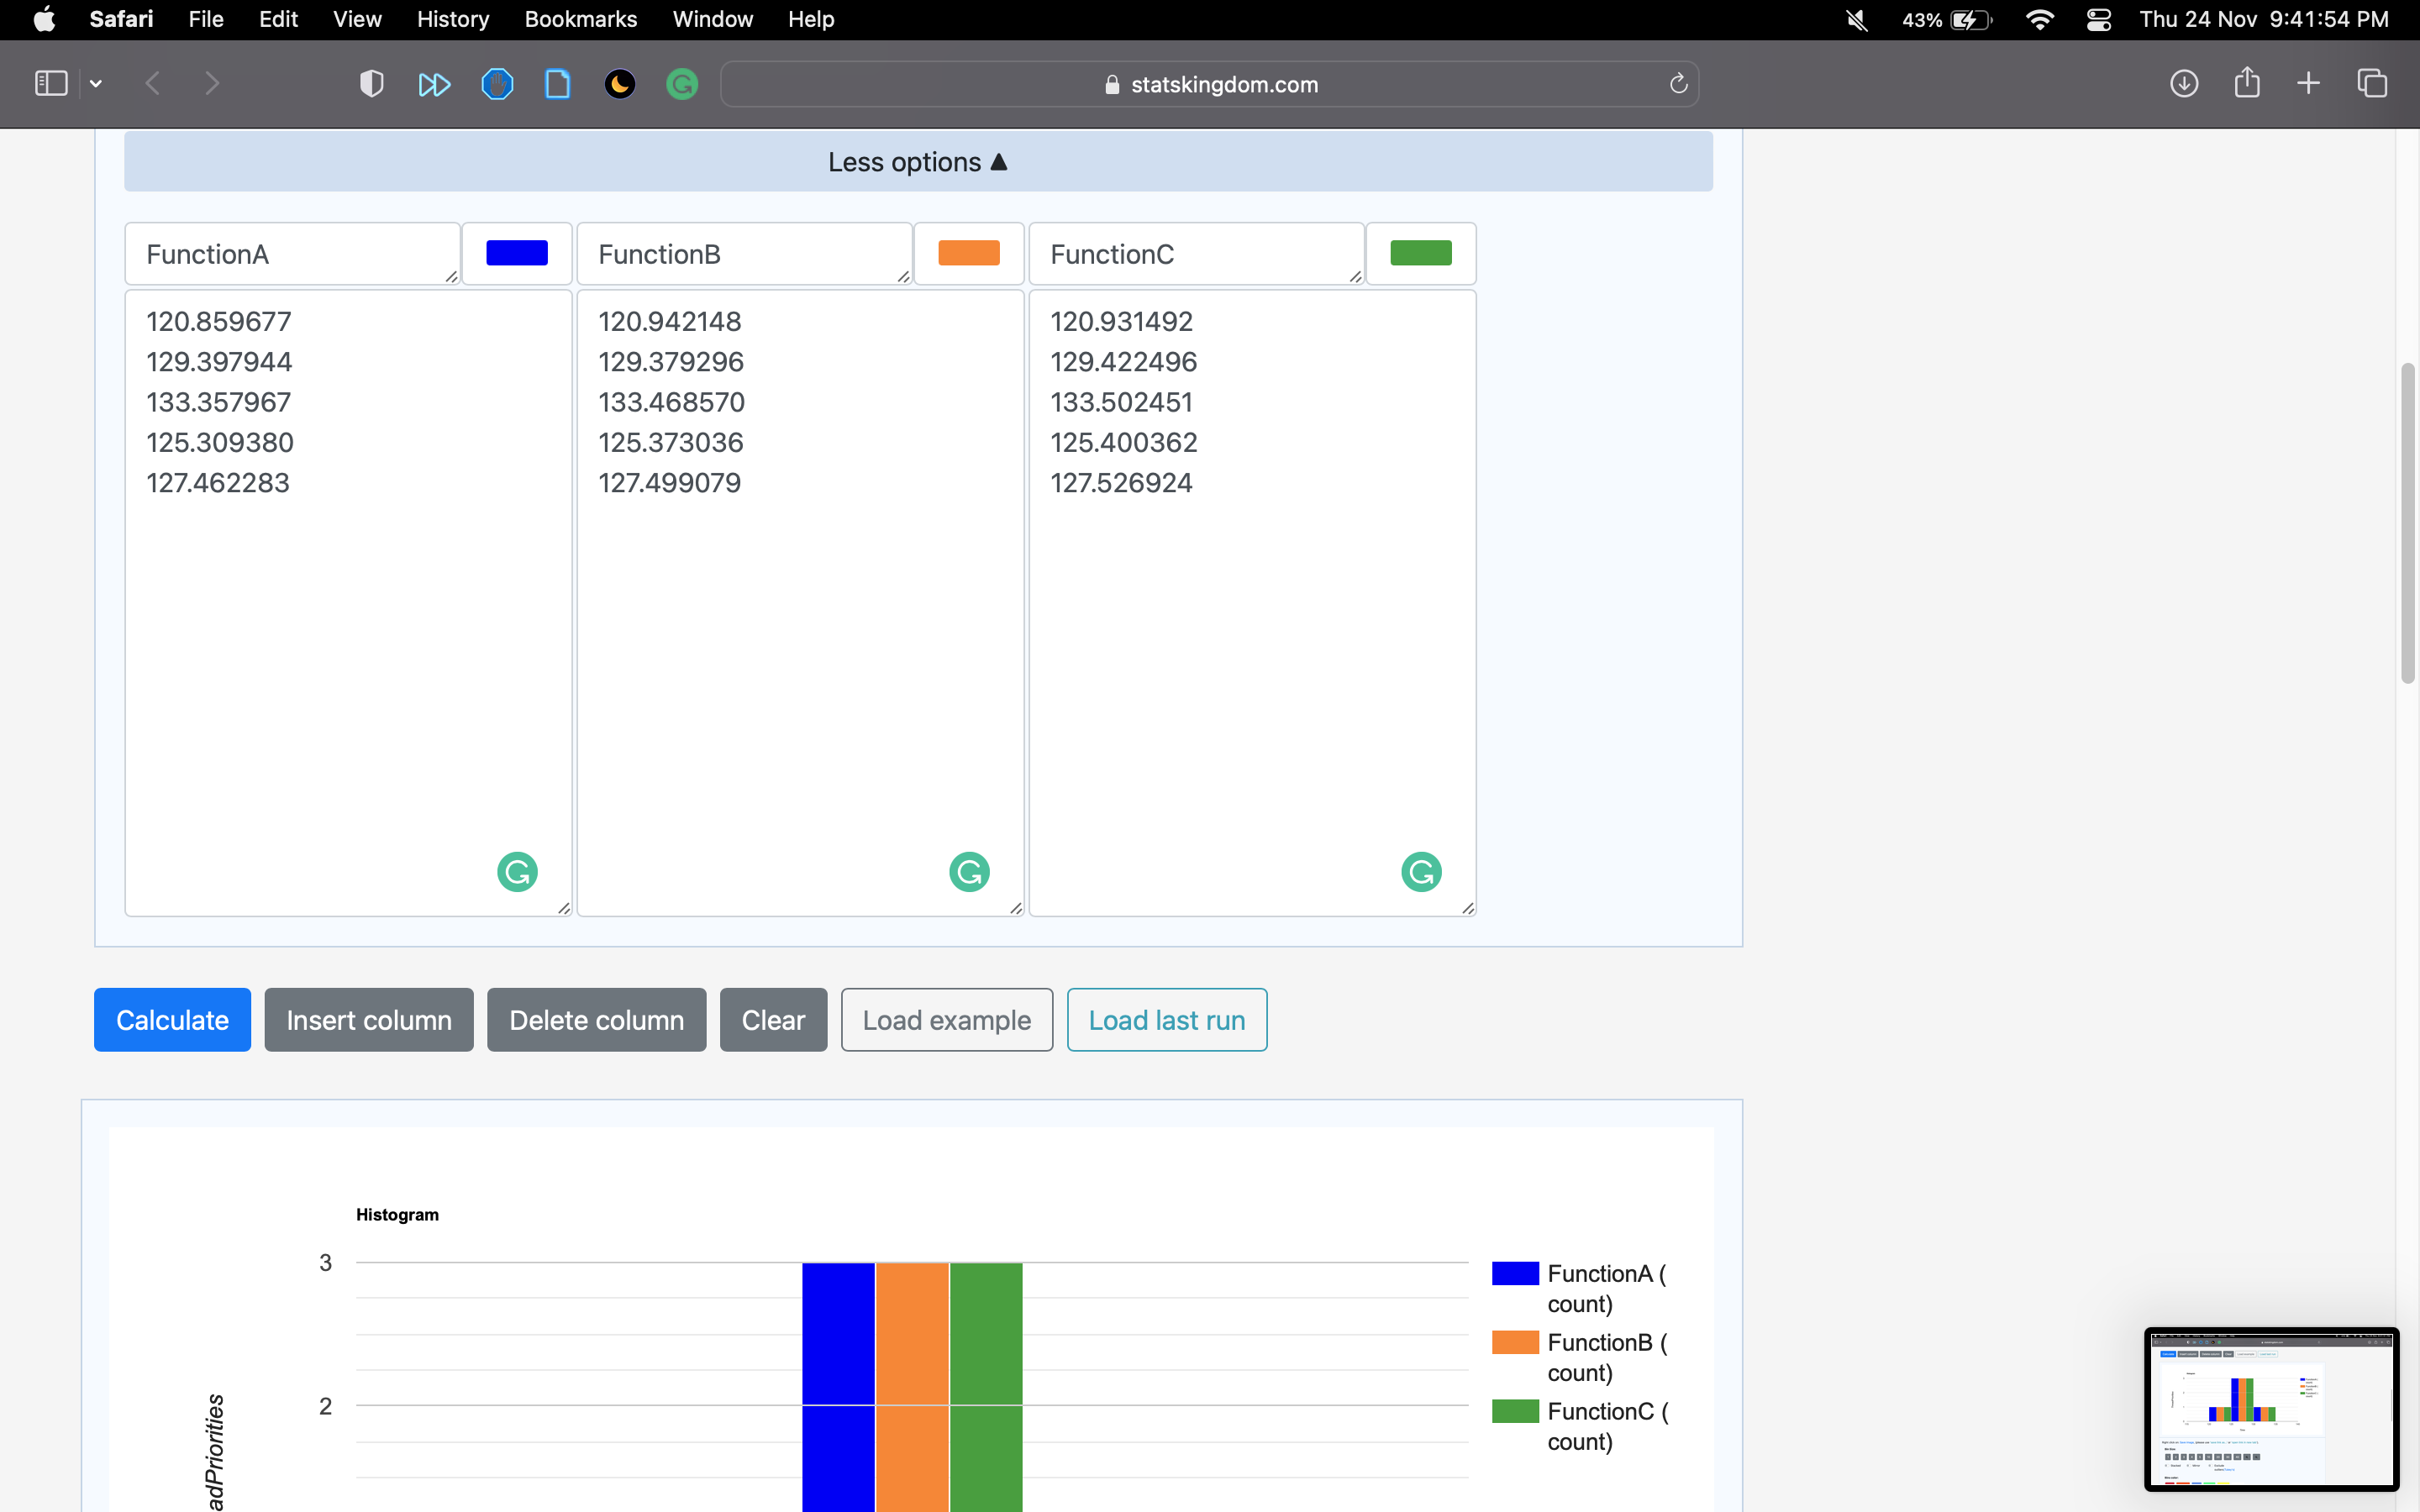 Safari File Edit View History Bookmarks Window Help 43% Thu 24 Nov 9:41:54 PM
statskingdom.com
Less options ▲
FunctionA FunctionB FunctionC
120.859677 120.942148 120.931492
129.397944 129.379296 129.422496
133.357967 133.468570 133.502451
125.309380 125.373036 125.400362
127.462283 127.499079 127.526924
Calculate Insert column Delete column Clear Load example Load last run
Histogram
3
2
adPriorities
FunctionA (
count)
FunctionB (
count)
FunctionC (
count)